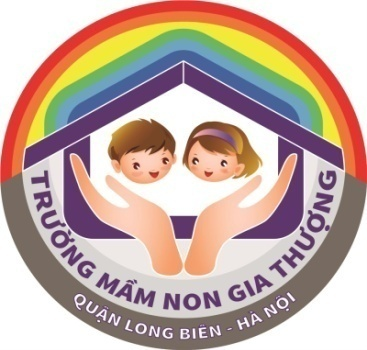 TRƯỜNG MẦM NON GIA THƯỢNG
QUẬN LONG BIÊN - HÀ NỘI